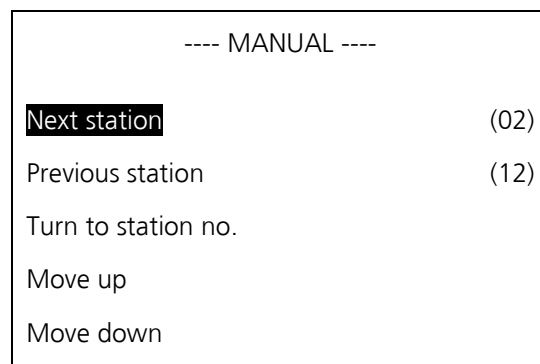 ---- MANUAL ----
Next station (02)
Previous station (12)
Turn to station no.
Move up
Move down